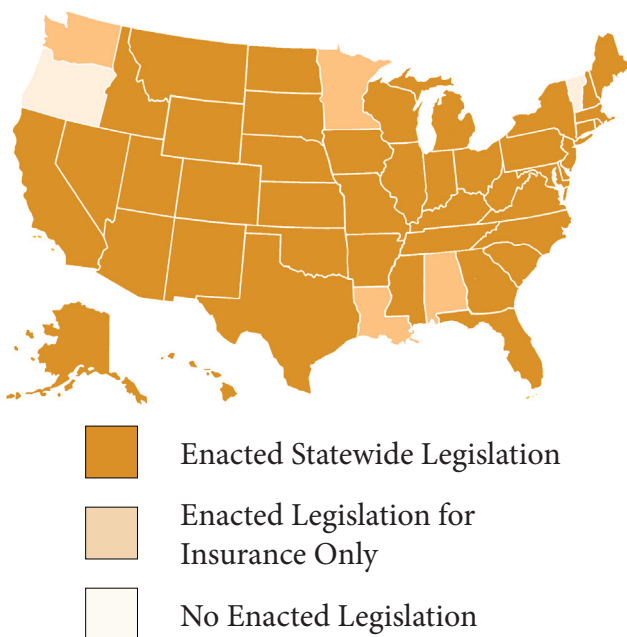 Enacted Statewide Legislation
Enacted Legislation for
Insurance Only
No Enacted Legislation